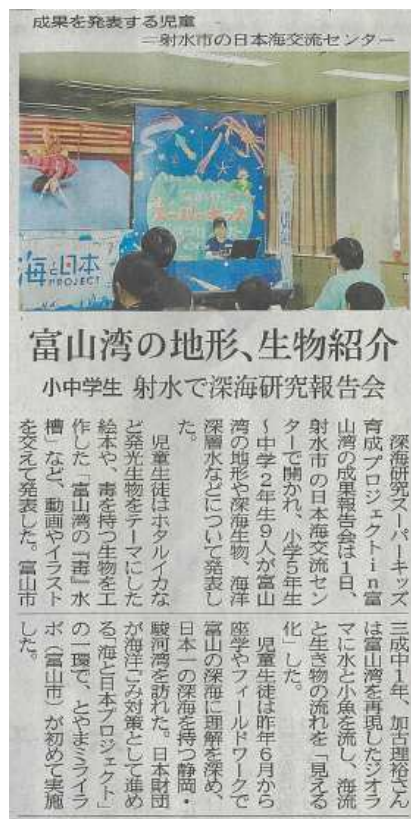 成果を発表する児童
＝射水市の日本海交流センター
海と日本
PROJECT
富山湾の地形、生物紹介
小中学生 射水で深海研究報告会
深海研究スーパーキッズ
育成プロジェクトin富
山湾の成果報告会は1日、
射水市の日本海交流セン
ターで開かれ、小学5年生
～中学2年生9人が富山
湾の地形や深海生物、海洋
深層水などについて発表し
た。
児童生徒はホタルイカな
ど発光生物をテーマにした
絵本や、毒を持つ生物を工
作した「富山湾の『毒』水
槽」など、動画やイラスト
を交えて発表した。富山市
三成中1年、加古理裕さん
は富山湾を再現したジオラ
マに水と小魚を流し、海流
と生き物の流れを「見える
化」した。
児童生徒は昨年6月から
座学やフィールドワークで
富山の深海に理解を深め、
日本一の深海を持つ静岡・
駿河湾を訪れた。日本財団
が海洋ごみ対策として進め
る「海と日本プロジェクト」
の一環で、とやまミライラ
ボ（富山市）が初めて実施
した。